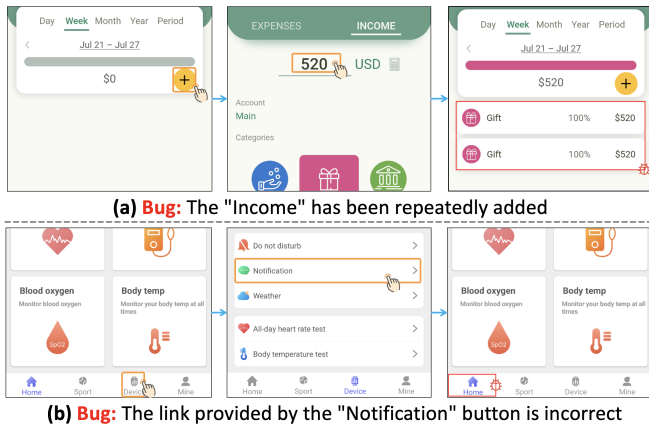 Day Week Month Year Period
Jul 21 – Jul 27
$0
EXPENSES INCOME
520 USD
Account
Main
Categories
Day Week Month Year Period
Jul 21 – Jul 27
$520
Gift 100% $520
Gift 100% $520
(a) Bug: The "Income" has been repeatedly added
Blood oxygen Body temp
Monitor blood oxygen Monitor your body temp at all
times
SpO2
Home Sport Device Mine
Do not disturb
Notification
Weather
All-day heart rate test
Body temperature test
Home Sport Device Mine
Blood oxygen Body temp
Monitor blood oxygen Monitor your body temp at all
times
SpO2
Home Sport Device Mine
(b) Bug: The link provided by the "Notification" button is incorrect